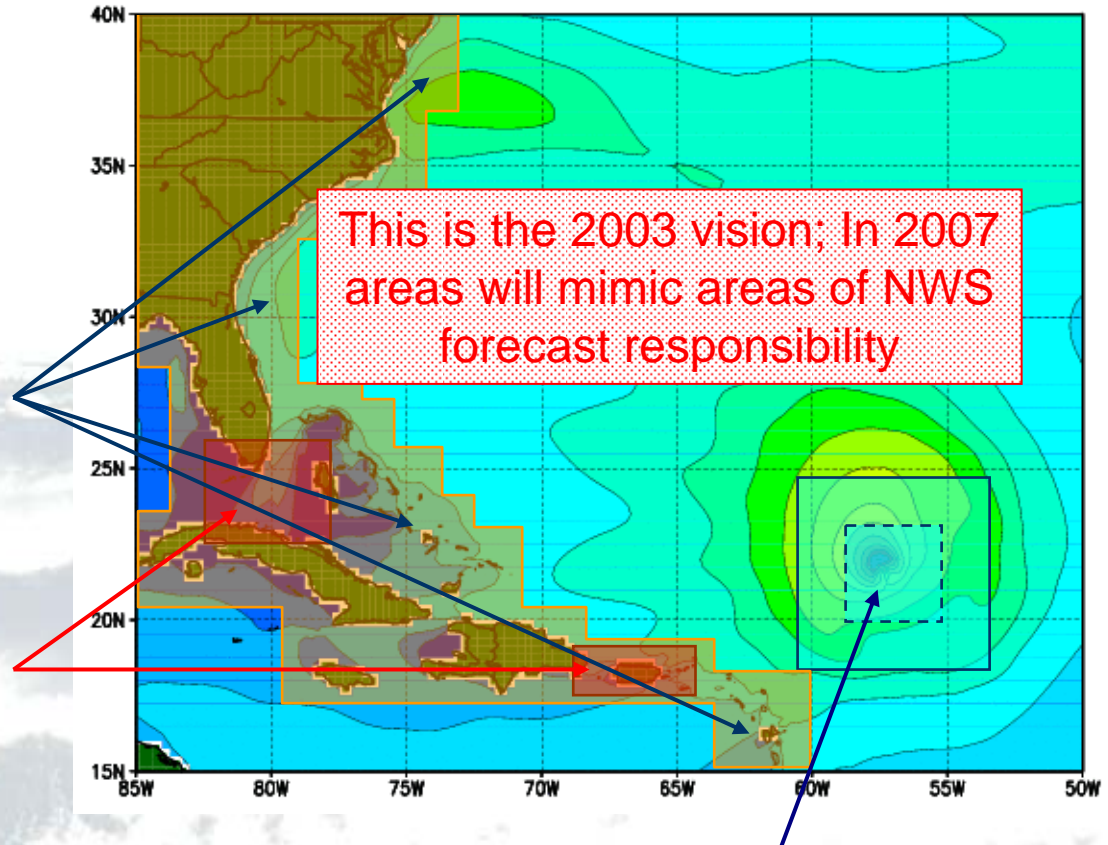 40N
35N
This is the 2003 vision; In 2007
areas will mimic areas of NWS
forecast responsibility
30N
25N
20N
15N
85W 80W 75W 70W 65W 60W 55W 50W